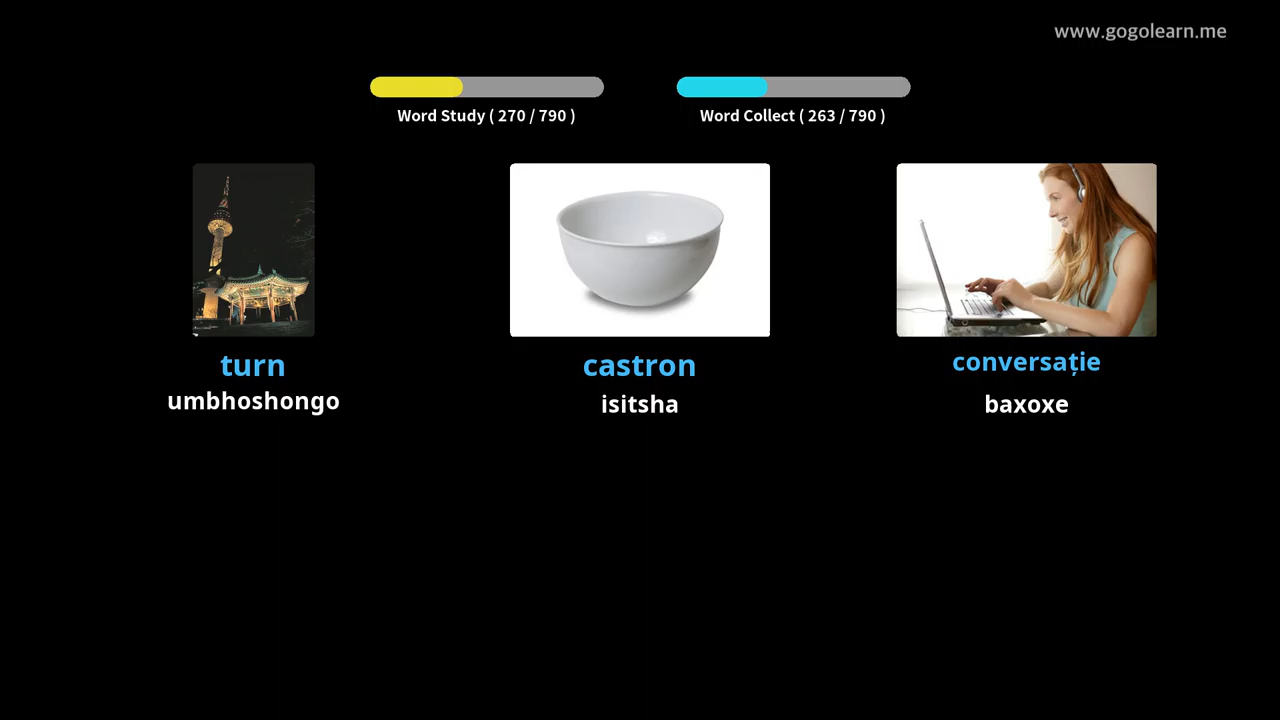 www.gogolearn.me
Word Study ( 270 / 790 )
Word Collect ( 263 / 790 )
turn
castron
conversație
umbhoshongo
isitsha
baxoxe